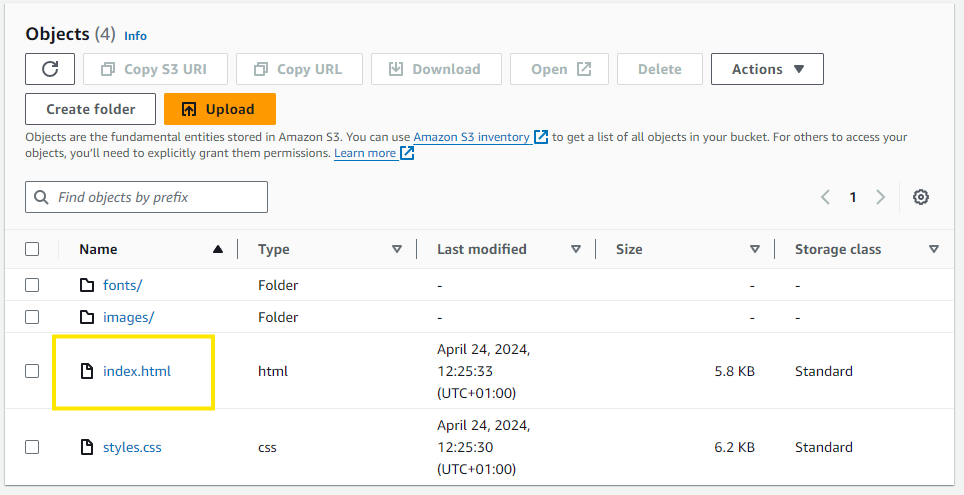 Objects (4) Info
Copy S3 URI Copy URL Download Open Delete Actions
Create folder Upload
Objects are the fundamental entities stored in Amazon S3. You can use Amazon S3 inventory to get a list of all objects in your bucket. For others to access your
objects, you'll need to explicitly grant them permissions. Learn more
Find objects by prefix 1
Name Type Last modified Size Storage class
fonts/ Folder - - -
images/ Folder - - -
April 24, 2024,
index.html html 12:25:33 5.8 KB Standard
(UTC+01:00)
April 24, 2024,
styles.css css 12:25:30 6.2 KB Standard
(UTC+01:00)